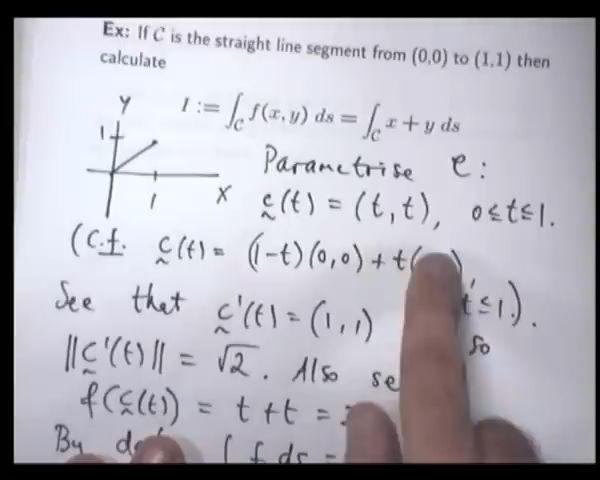 Ex: If C is the straight line segment from (0,0) to (1,1) then
calculate
I := ∫_C f(x, y) ds = ∫_C x + y ds
Y
1
1
X
Parametrise C:
c(t) = (t, t), 0≤t≤1.
(c.f. c(t) = (1-t)(0,0) + t(
t≤1).
See that c'(t) = (1,1) so
||c'(t)|| = √2. Also se
f(c(t)) = t + t =
By ∫ f ds =